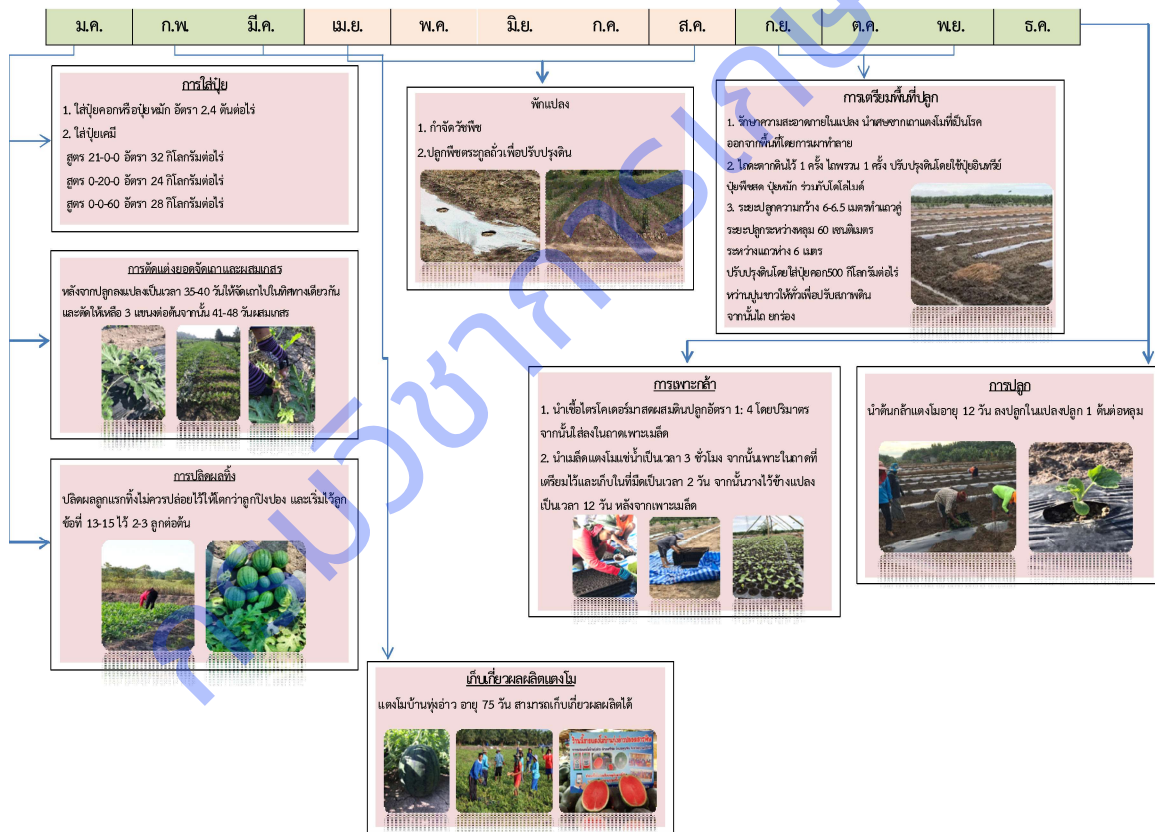 ม.ค. ก.พ. มี.ค. เม.ย. พ.ค. มิ.ย. ก.ค. ส.ค. ก.ย. ต.ค. พ.ย. ธ.ค.
การใส่ปุ๋ย
1. ใส่ปุ๋ยคอกหรือปุ๋ยหมัก อัตรา 2.4 ตันต่อไร่
2. ใส่ปุ๋ยเคมี
สูตร 21-0-0 อัตรา 32 กิโลกรัมต่อไร่
สูตร 0-20-0 อัตรา 24 กิโลกรัมต่อไร่
สูตร 0-0-60 อัตรา 28 กิโลกรัมต่อไร่
พักแปลง
1. กำจัดวัชพืช
2.ปลูกพืชตระกูลถั่วเพื่อปรับปรุงดิน
การเตรียมพื้นที่ปลูก
1. รักษาความสะอาดภายในแปลง นำเศษซากเถาแตงโมที่เป็นโรค
ออกจากพื้นที่โดยการเผาทำลาย
2. ไถตะตากดินไว้ 1 ครั้ง ไถพรวน 1 ครั้ง ปรับปรุงดินโดยใช้ปุ๋ยอินทรีย์
ปุ๋ยพืชสด ปุ๋ยหมัก ร่วมกับโดโลไมด์
3. ระยะปลูกความกว้าง 6-6.5 เมตรทำแถวคู่
ระยะปลูกระหว่างหลุม 60 เซนติเมตร
ระหว่างแถวห่าง 6 เมตร
ปรับปรุงดินโดยใส่ปุ๋ยคอก500 กิโลกรัมต่อไร่
หว่านปูนขาวให้ทั่วเพื่อปรับสภาพดิน
จากนั้นไถ ยกร่อง
การตัดแต่งยอดจัดเถาและผสมเกสร
หลังจากปลูกลงแปลงเป็นเวลา 35-40 วันให้จัดเถาไปในทิศทางเดียวกัน
และตัดให้เหลือ 3 แขนงต่อต้นจากนั้น 41-48 วันผสมเกสร
การปลิดผลทิ้ง
ปลิดผลลูกแรกทิ้งไม่ควรปล่อยไว้ให้โตกว่าลูกปิงปอง และเริ่มไว้ลูก
ข้อที่ 13-15 ไว้ 2-3 ลูกต่อต้น
การเพาะกล้า
1. นำเชื้อไตรโคเดอร์มาสดผสมดินปลูกอัตรา 1: 4 โดยปริมาตร
จากนั้นใส่ลงในถาดเพาะเมล็ด
2. นำเมล็ดแตงโมแช่น้ำเป็นเวลา 3 ชั่วโมง จากนั้นเพาะในถาดที่
เตรียมไว้และเก็บในที่มืดเป็นเวลา 2 วัน จากนั้นวางไว้ข้างแปลง
เป็นเวลา 12 วัน หลังจากเพาะเมล็ด
การปลูก
นำต้นกล้าแตงโมอายุ 12 วัน ลงปลูกในแปลงปลูก 1 ต้นต่อหลุม
เก็บเกี่ยวผลผลิตแตงโม
แตงโมบ้านทุ่งอ่าว อายุ 75 วัน สามารถเก็บเกี่ยวผลผลิตได้
กรมวิชาการเกษตร